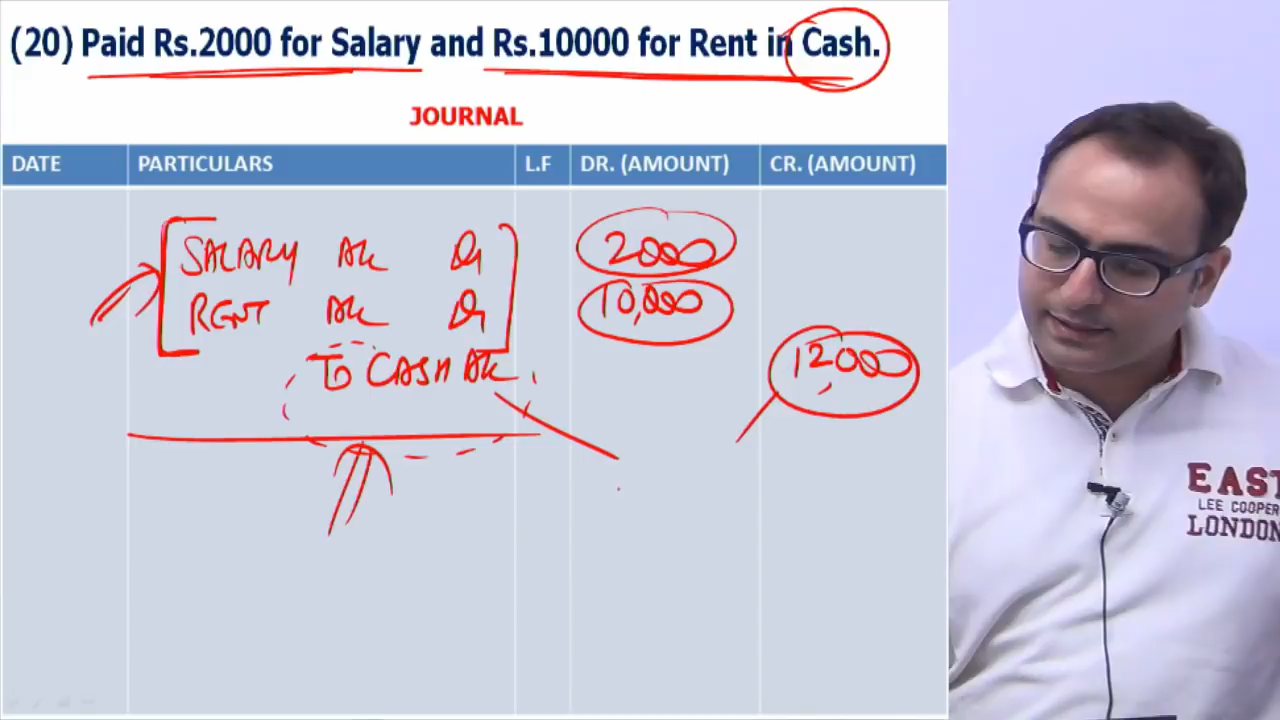 (20) Paid Rs.2000 for Salary and Rs.10000 for Rent in Cash.
JOURNAL
DATE PARTICULARS L.F DR. (AMOUNT) CR. (AMOUNT)
SALARY A/c Dr 2000
RENT A/c Dr 10,000
To CASH A/c 12,000
EAST
LEE COOPER
LONDON